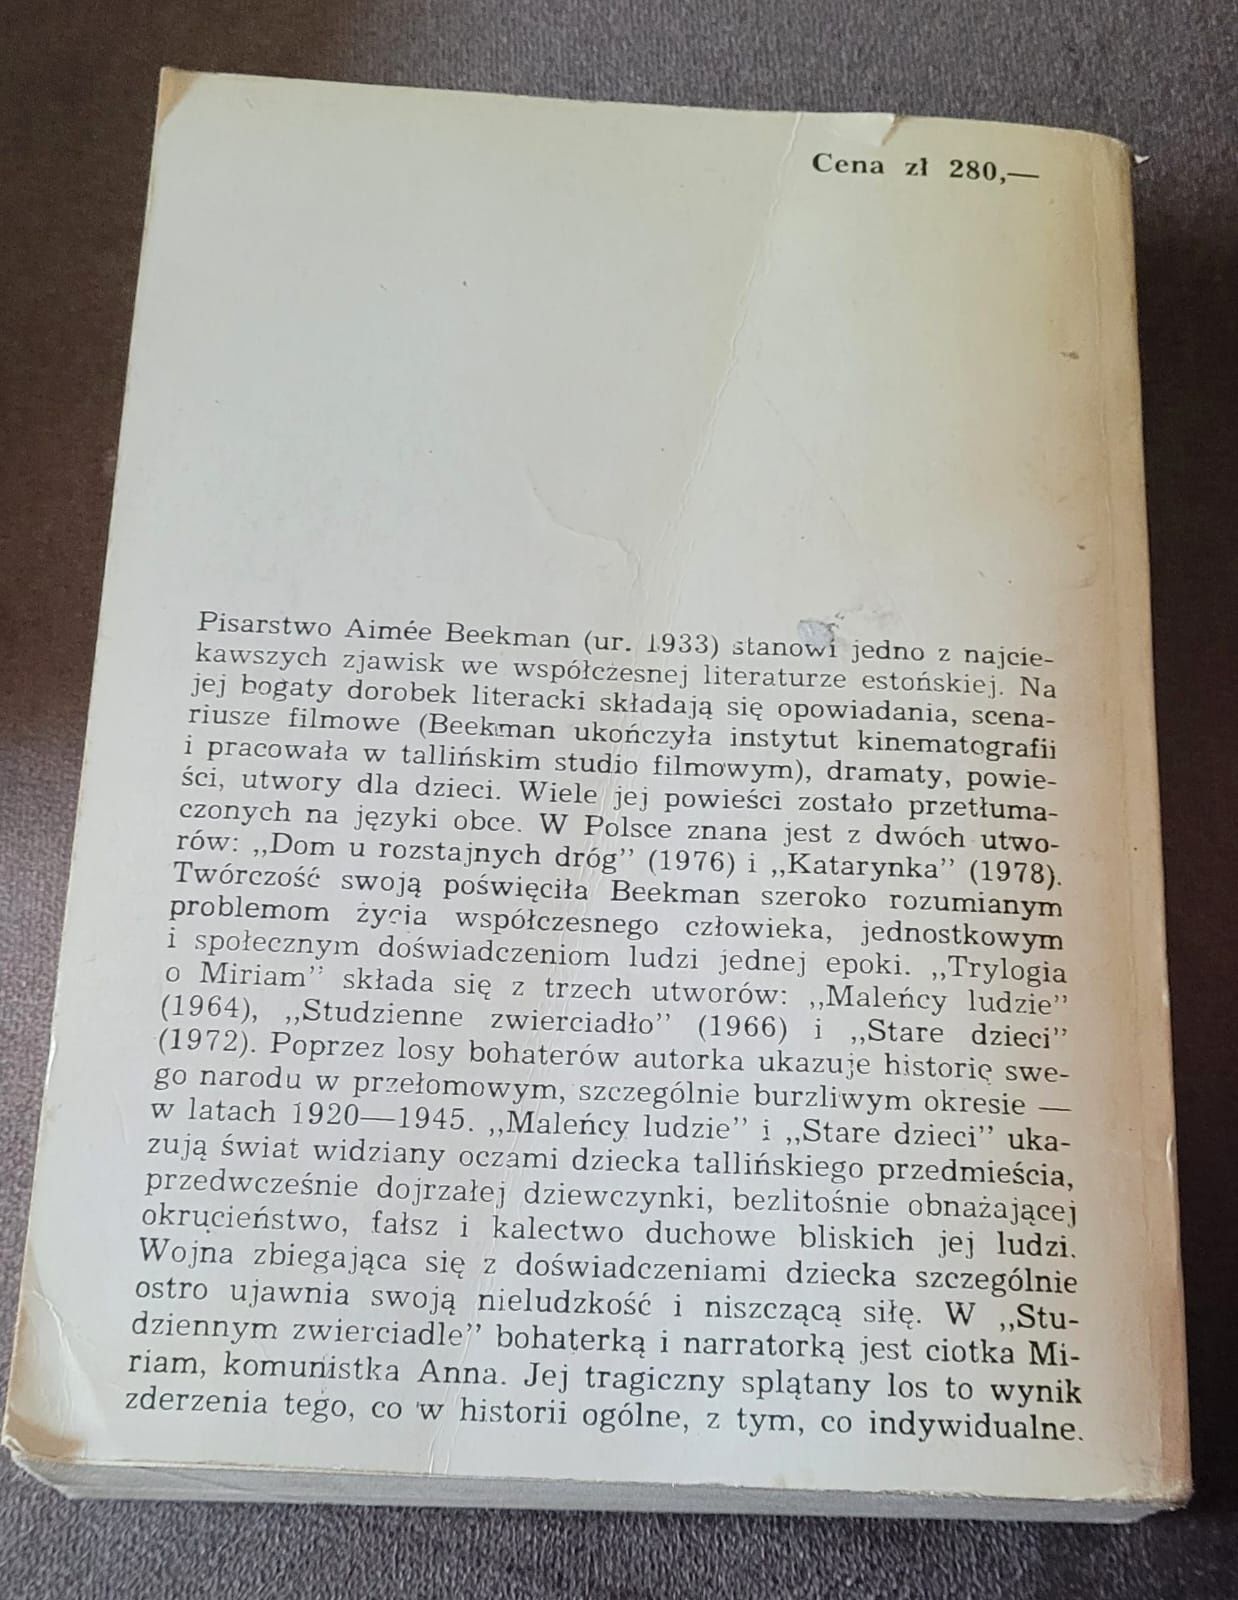 Cena zł 280,—
Pisarstwo Aimée Beekman (ur. 1933) stanowi jedno z najcie-
kawszych zjawisk we współczesnej literaturze estońskiej. Na
jej bogaty dorobek literacki składają się opowiadania, scena-
riusze filmowe (Beekman ukończyła instytut kinematografii
i pracowała w tallińskim studio filmowym), dramaty, powie-
ści, utwory dla dzieci. Wiele jej powieści zostało przetłuma-
czonych na języki obce. W Polsce znana jest z dwóch utwo-
rów: „Dom u rozstajnych dróg” (1976) i „Katarynka” (1978).
Twórczość swoją poświęciła Beekman szeroko rozumianym
problemom życia współczesnego człowieka, jednostkowym
i społecznym doświadczeniom ludzi jednej epoki. „Trylogia
o Miriam” składa się z trzech utworów: „Maleńcy ludzie”
(1964), „Studzienne zwierciadło” (1966) i „Stare dzieci”
(1972). Poprzez losy bohaterów autorka ukazuje historię swe-
go narodu w przełomowym, szczególnie burzliwym okresie —
w latach 1920—1945. „Maleńcy ludzie” i „Stare dzieci” uka-
zują świat widziany oczami dziecka tallińskiego przedmieścia,
przedwcześnie dojrzałej dziewczynki, bezlitośnie obnażającej
okrucieństwo, fałsz i kalectwo duchowe bliskich jej ludzi.
Wojna zbiegająca się z doświadczeniami dziecka szczególnie
ostro ujawnia swoją nieludzkość i niszczącą siłę. W „Stu-
dziennym zwierciadle” bohaterką i narratorką jest ciotka Mi-
riam, komunistka Anna. Jej tragiczny splątany los to wynik
zderzenia tego, co w historii ogólne, z tym, co indywidualne.